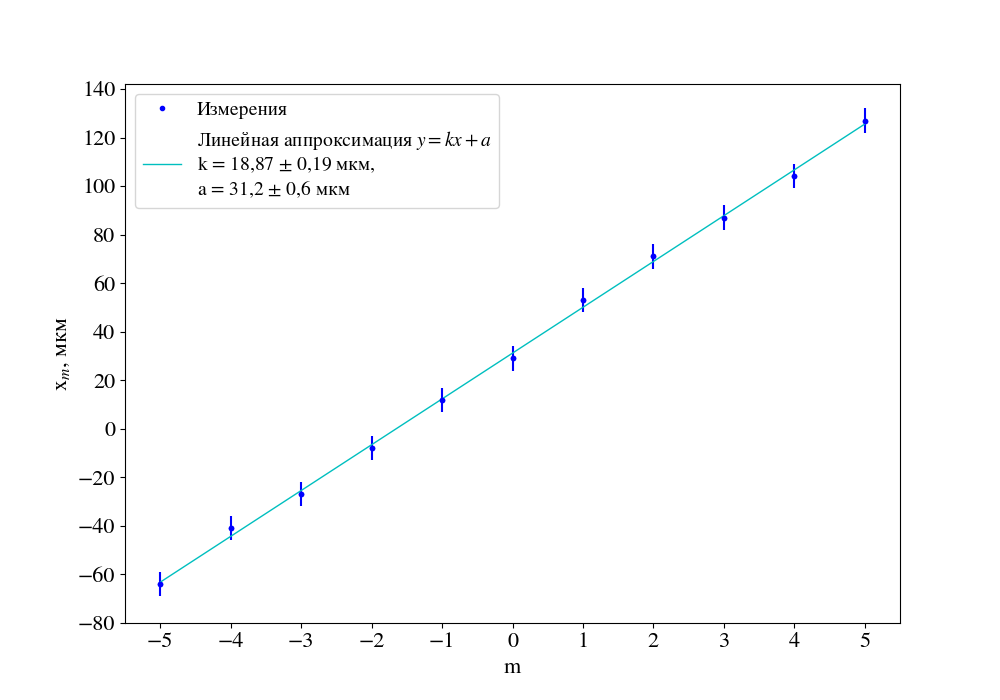 Измерения
Линейная аппроксимация y = kx + a
k = 18,87 ± 0,19 мкм,
a = 31,2 ± 0,6 мкм
140
120
100
80
60
40
20
0
−20
−40
−60
−80
xₘ, мкм
−5 −4 −3 −2 −1 0 1 2 3 4 5
m